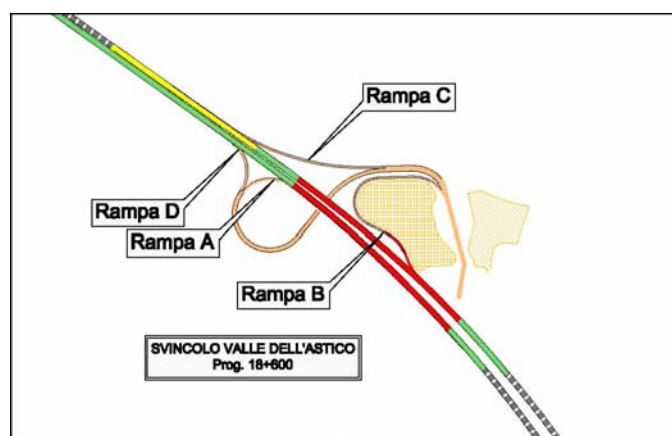 Rampa C
Rampa D
Rampa A
Rampa B
SVINCOLO VALLE DELL'ASTICO
Prog. 18+600